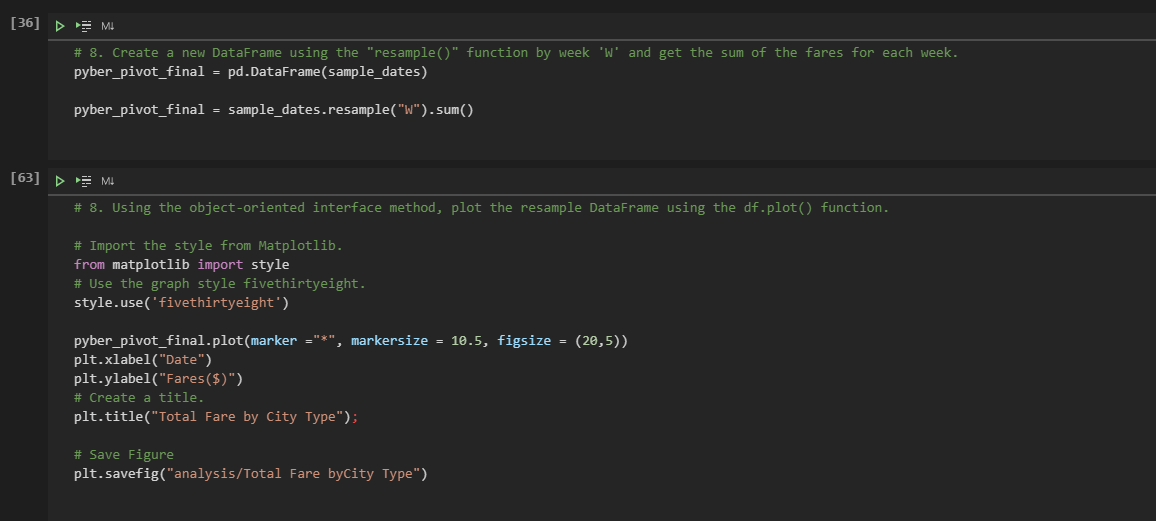 [36] M↓
# 8. Create a new DataFrame using the "resample()" function by week 'W' and get the sum of the fares for each week.
pyber_pivot_final = pd.DataFrame(sample_dates)
pyber_pivot_final = sample_dates.resample("W").sum()
[63] M↓
# 8. Using the object-oriented interface method, plot the resample DataFrame using the df.plot() function.
# Import the style from Matplotlib.
from matplotlib import style
# Use the graph style fivethirtyeight.
style.use('fivethirtyeight')
pyber_pivot_final.plot(marker ="*", markersize = 10.5, figsize = (20,5))
plt.xlabel("Date")
plt.ylabel("Fares($)")
# Create a title.
plt.title("Total Fare by City Type");
# Save Figure
plt.savefig("analysis/Total Fare byCity Type")